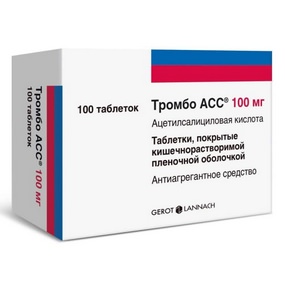 100 таблеток
Тромбо АСС® 100 мг
Ацетилсалициловая кислота
Таблетки, покрытые
кишечнорастворимой
пленочной оболочкой
Антиагрегантное средство
GEROT LANNACH
Тромбо АСС® 100 мг
100 таблеток